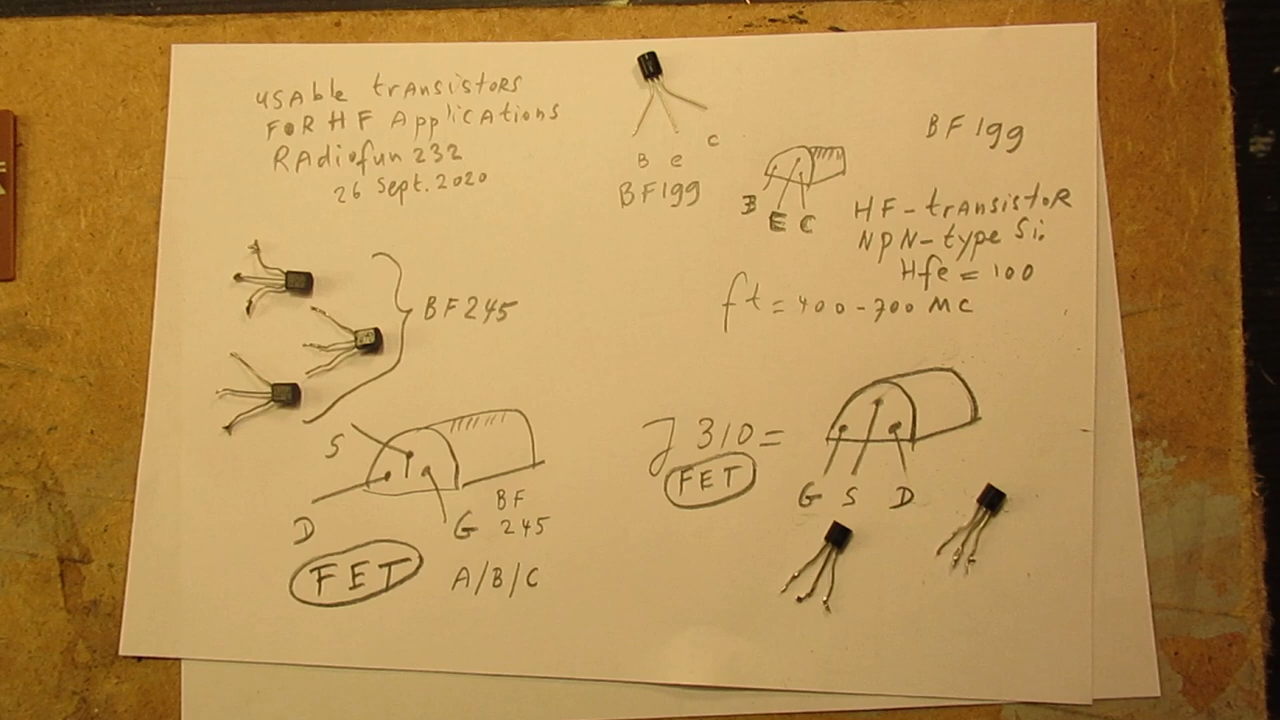 usable transistors
FOR HF Applications
Radiofun 232
26 Sept. 2020
B e c
BF199
BF199
B E C
HF-transistor
NPN-type Si.
Hfe = 100
ft = 400-700 MC
BF245
S
D
G
BF
245
FET
A/B/C
J310=
FET
G S D